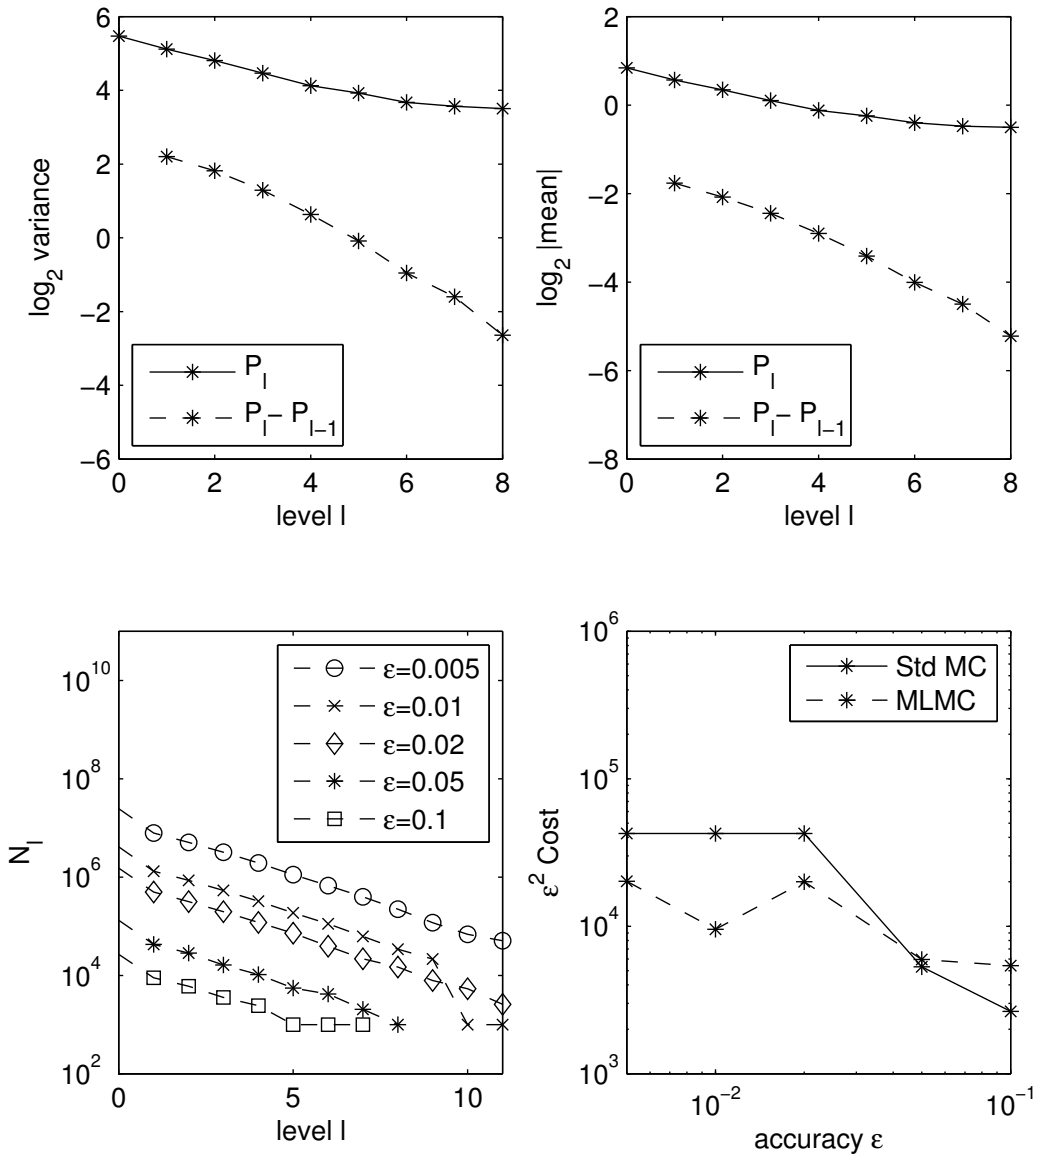 6
4
2
0
−2
−4
−6
log2 variance
P_l
P_l− P_l−1
0 2 4 6 8
level l
2
0
−2
−4
−6
−8
log2 |mean|
P_l
P_l− P_l−1
0 2 4 6 8
level l
10^10
10^8
10^6
10^4
10^2
N_l
ε=0.005
ε=0.01
ε=0.02
ε=0.05
ε=0.1
0 5 10
level l
10^6
10^5
10^4
10^3
ε^2 Cost
Std MC
MLMC
10^−2 10^−1
accuracy ε